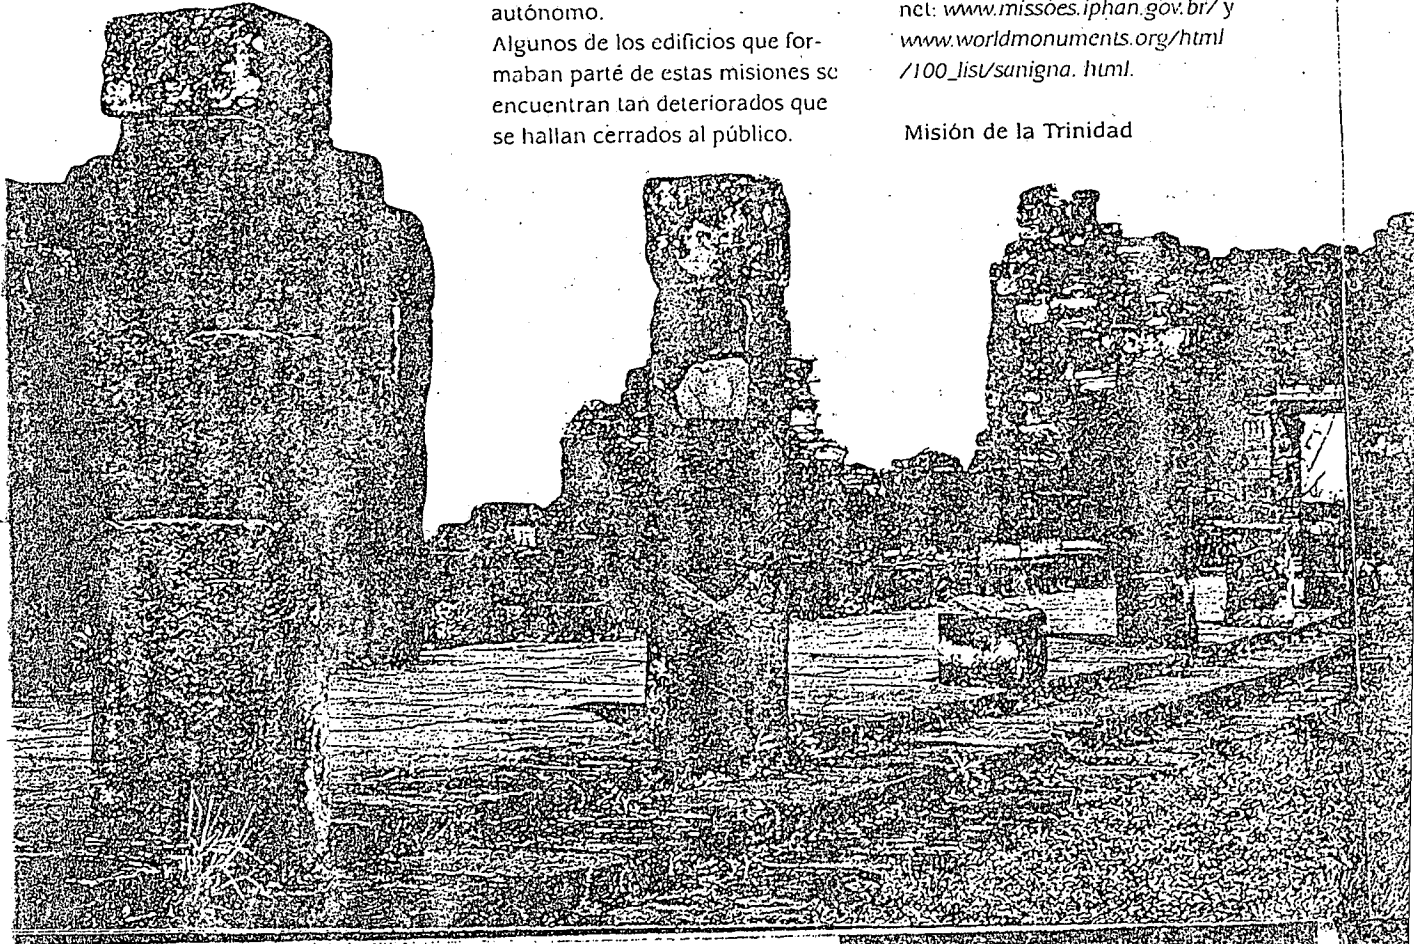 autónomo.
Algunos de los edificios que for-
maban parte de estas misiones se
encuentran tan deteriorados que
se hallan cerrados al público.
net: www.missões.iphan.gov.br/ y
www.worldmonuments.org/html
/100_list/sanigna. html.
Misión de la Trinidad